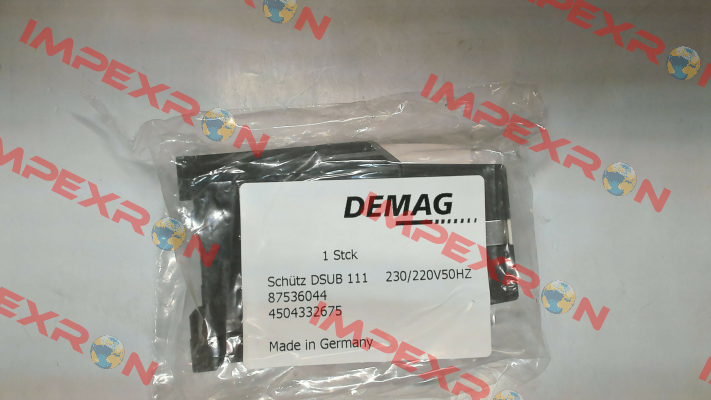 IMPEXRON
DEMAG
1 Stck
Schütz DSUB 111 230/220V50HZ
87536044
4504332675
Made in Germany